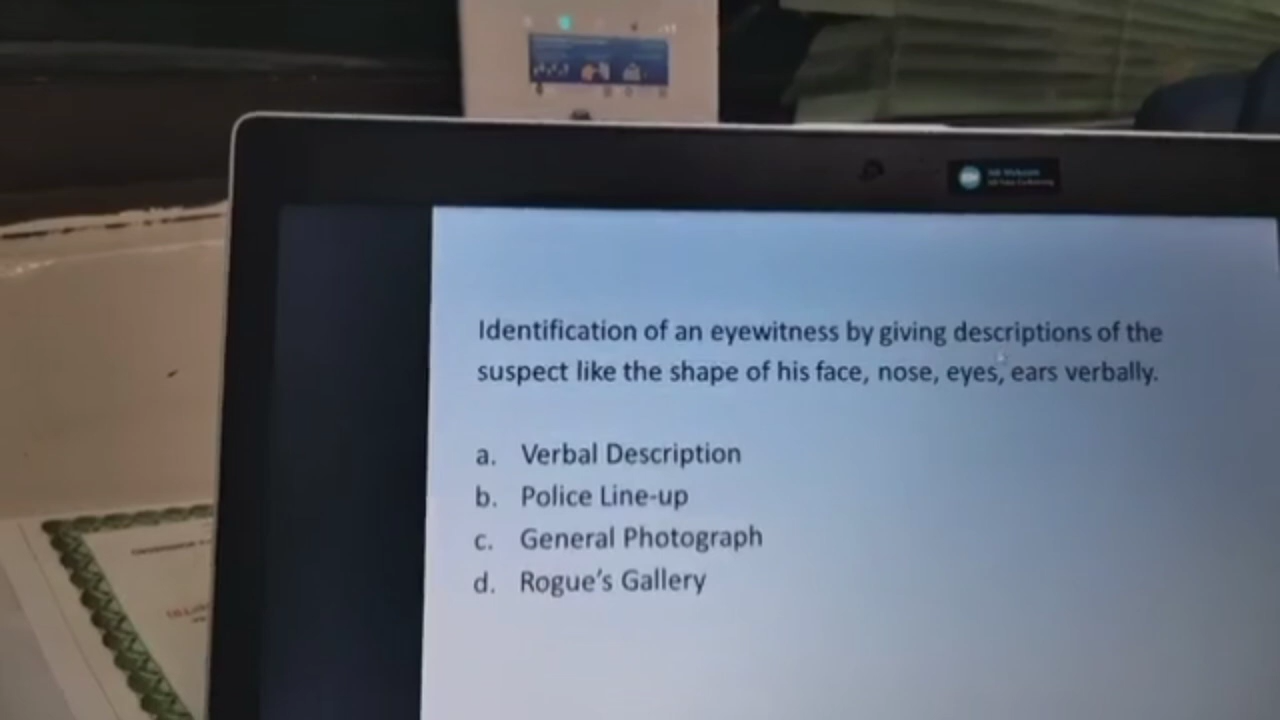 Identification of an eyewitness by giving descriptions of the
suspect like the shape of his face, nose, eyes, ears verbally.
a. Verbal Description
b. Police Line-up
c. General Photograph
d. Rogue's Gallery